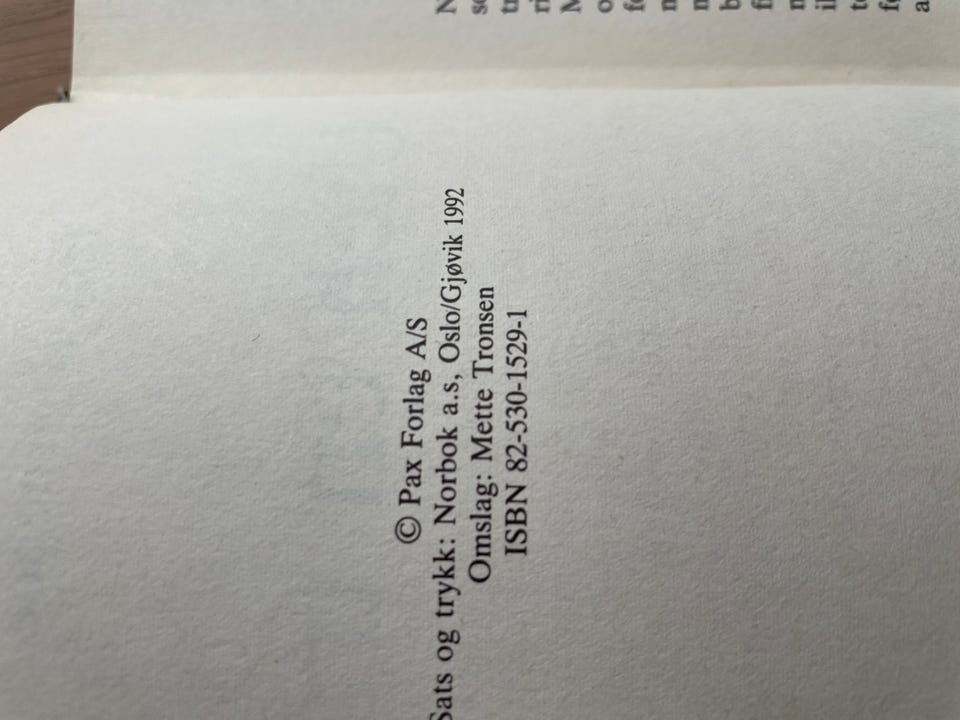 © Pax Forlag A/S
Sats og trykk: Norbok a.s, Oslo/Gjøvik 1992
Omslag: Mette Tronsen
ISBN 82-530-1529-1